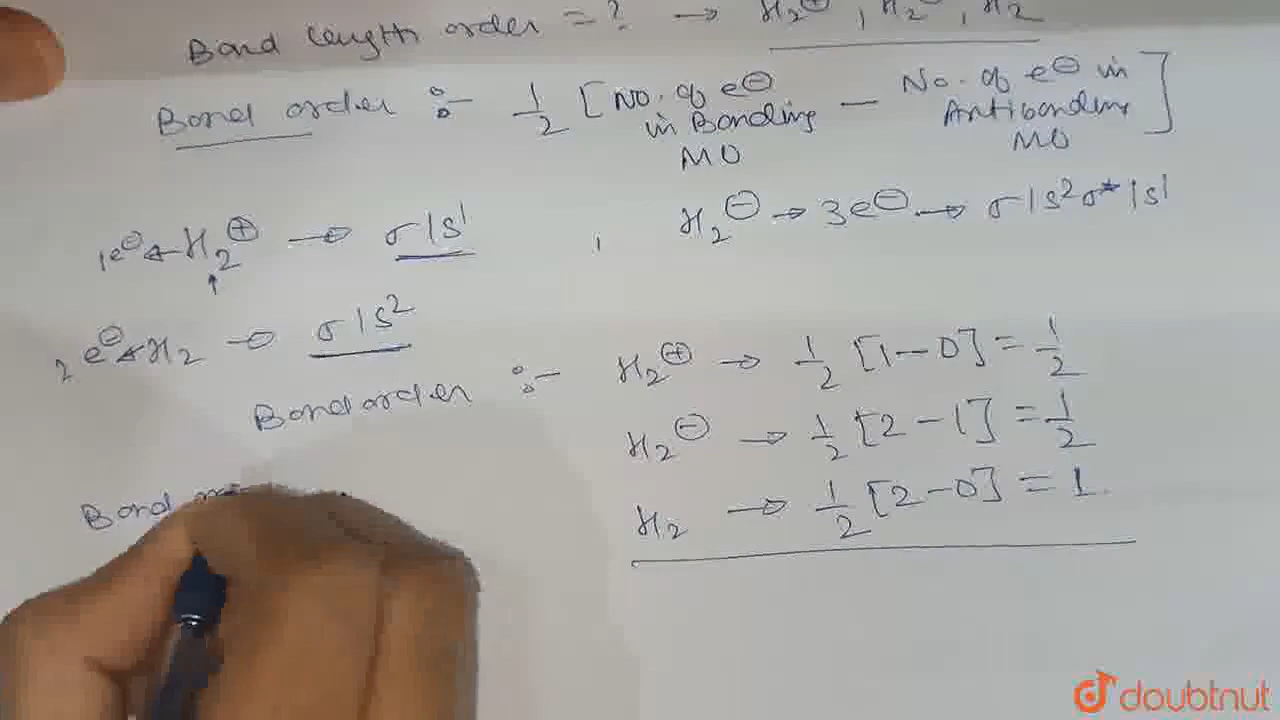 Bond length order = ? → H2⊕, H2⊖, H2
Bond order :- 1/2 [No. of e⊖ in Bonding MO — No. of e⊖ in Antibonding MO]
1e⊖ ← H2⊕ → σ1s¹ , H2⊖ → 3e⊖ → σ1s² σ*1s¹
2e⊖ ← H2 → σ1s²
Bond order :- H2⊕ → 1/2 [1-0] = 1/2
H2⊖ → 1/2 [2-1] = 1/2
H2 → 1/2 [2-0] = 1
Bond
doubtnut